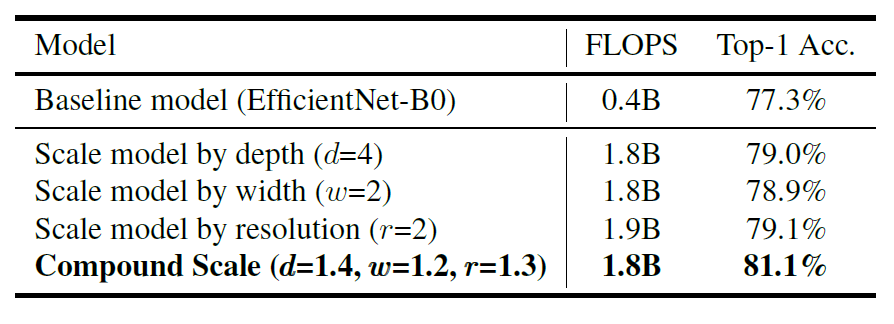 Model FLOPS Top-1 Acc.
Baseline model (EfficientNet-B0) 0.4B 77.3%
Scale model by depth (d=4) 1.8B 79.0%
Scale model by width (w=2) 1.8B 78.9%
Scale model by resolution (r=2) 1.9B 79.1%
Compound Scale (d=1.4, w=1.2, r=1.3) 1.8B 81.1%